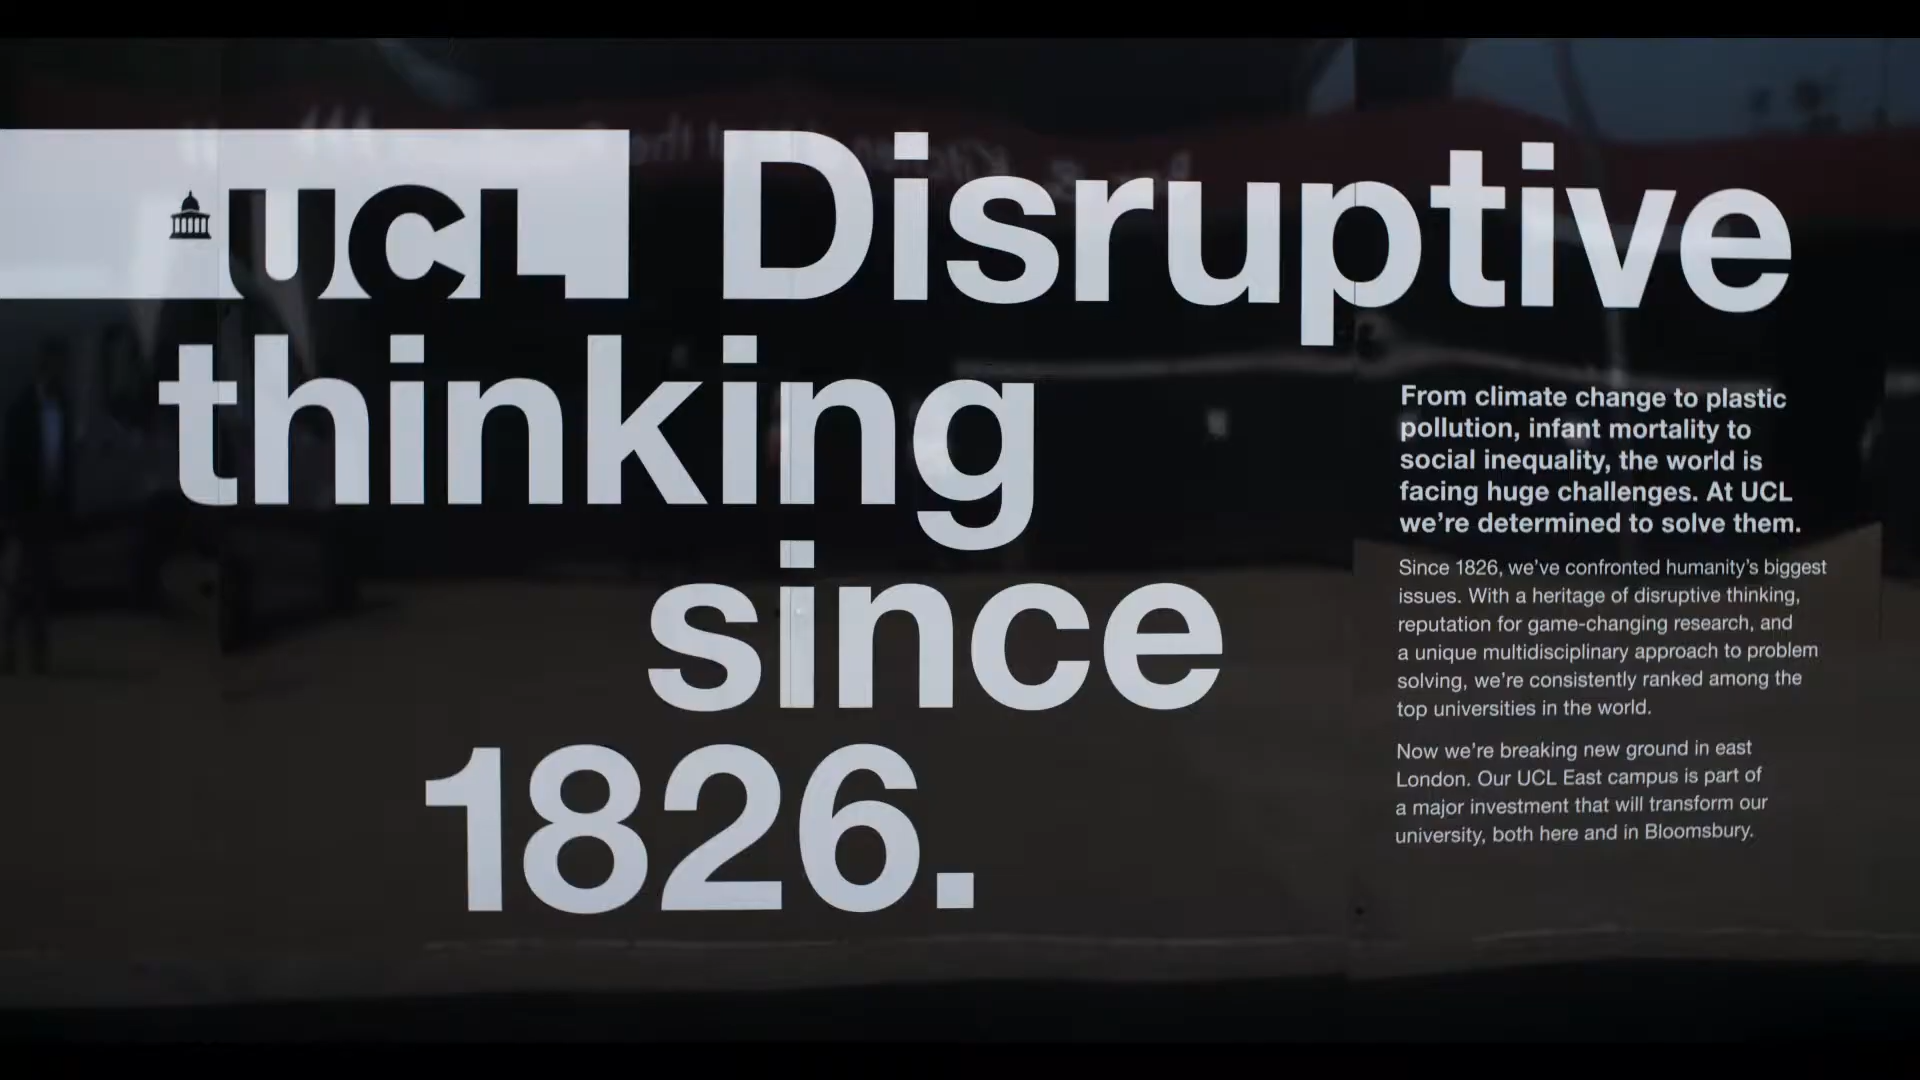 UCL Disruptive
thinking
since
1826.
From climate change to plastic
pollution, infant mortality to
social inequality, the world is
facing huge challenges. At UCL
we're determined to solve them.
Since 1826, we've confronted humanity's biggest
issues. With a heritage of disruptive thinking,
reputation for game-changing research, and
a unique multidisciplinary approach to problem
solving, we're consistently ranked among the
top universities in the world.
Now we're breaking new ground in east
London. Our UCL East campus is part of
a major investment that will transform our
university, both here and in Bloomsbury.